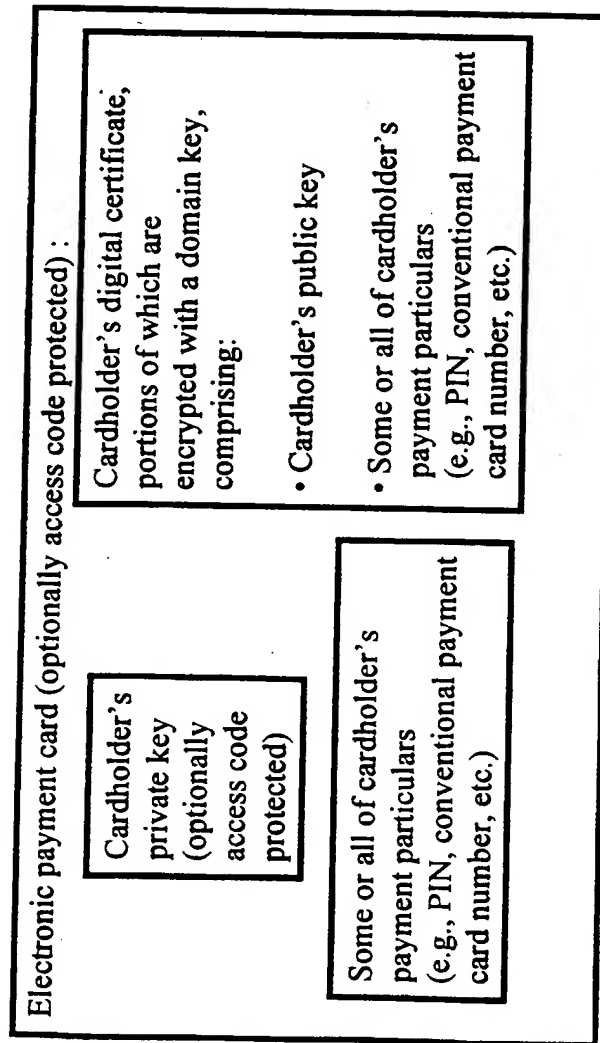 Electronic payment card (optionally access code protected) :
Cardholder's
private key
(optionally
access code
protected)
Some or all of cardholder's
payment particulars
(e.g., PIN, conventional payment
card number, etc.)
Cardholder's digital certificate,
portions of which are
encrypted with a domain key,
comprising:
• Cardholder's public key
• Some or all of cardholder's
payment particulars
(e.g., PIN, conventional payment
card number, etc.)